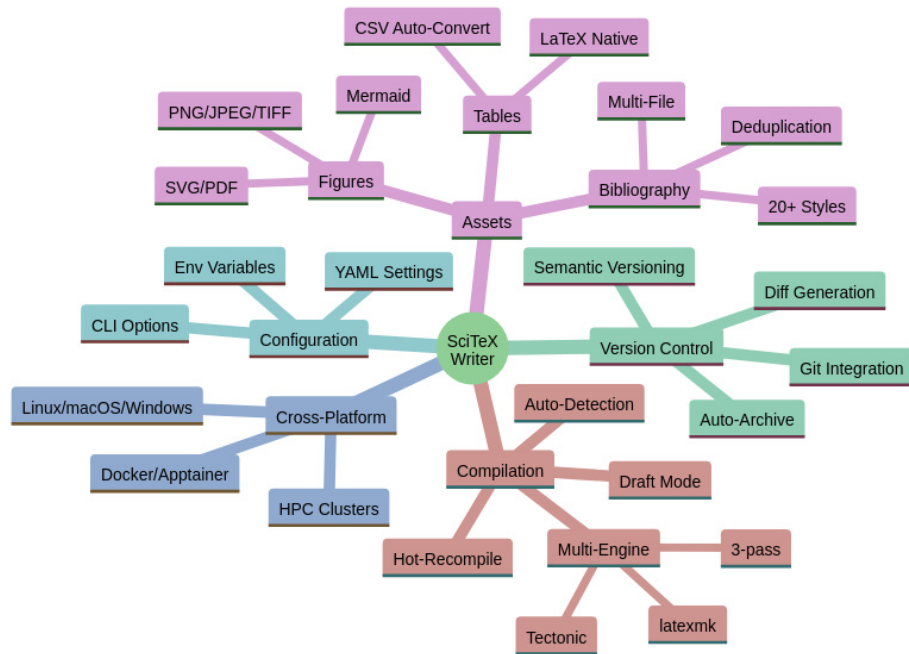 CSV Auto-Convert
LaTeX Native
PNG/JPEG/TIFF
Mermaid
Tables
Multi-File
Deduplication
SVG/PDF
Figures
Bibliography
20+ Styles
Assets
Env Variables
YAML Settings
Semantic Versioning
Diff Generation
CLI Options
Configuration
SciTeX
Writer
Version Control
Git Integration
Linux/macOS/Windows
Cross-Platform
Auto-Detection
Auto-Archive
Docker/Apptainer
Compilation
Draft Mode
HPC Clusters
Hot-Recompile
Multi-Engine
3-pass
Tectonic
latexmk